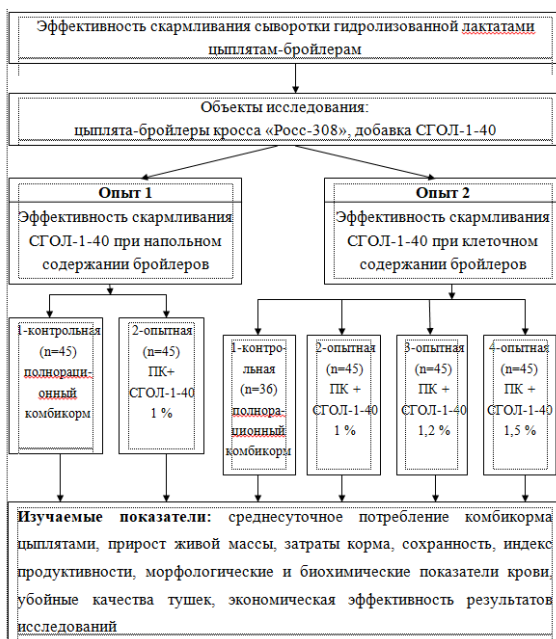 Эффективность скармливания сыворотки гидролизованной лактатами
цыплятам-бройлерам
Объекты исследования:
цыплята-бройлеры кросса «Росс-308», добавка СГОЛ-1-40
Опыт 1
Эффективность скармливания
СГОЛ-1-40 при напольном
содержании бройлеров
Опыт 2
Эффективность скармливания
СГОЛ-1-40 при клеточном
содержании бройлеров
1-контрольная
(n=45)
полнораци-
онный
комбикорм
2-опытная
(n=45)
ПК+
СГОЛ-1-40
1 %
1-контро-
льная
(n=36)
полнора-
ционный
комбикорм
2-опытная
(n=45)
ПК +
СГОЛ-1-40
1 %
3-опытная
(n=45)
ПК +
СГОЛ-1-40
1,2 %
4-опытная
(n=45)
ПК +
СГОЛ-1-40
1,5 %
Изучаемые показатели: среднесуточное потребление комбикорма
цыплятами, прирост живой массы, затраты корма, сохранность, индекс
продуктивности, морфологические и биохимические показатели крови,
убойные качества тушек, экономическая эффективность результатов
исследований